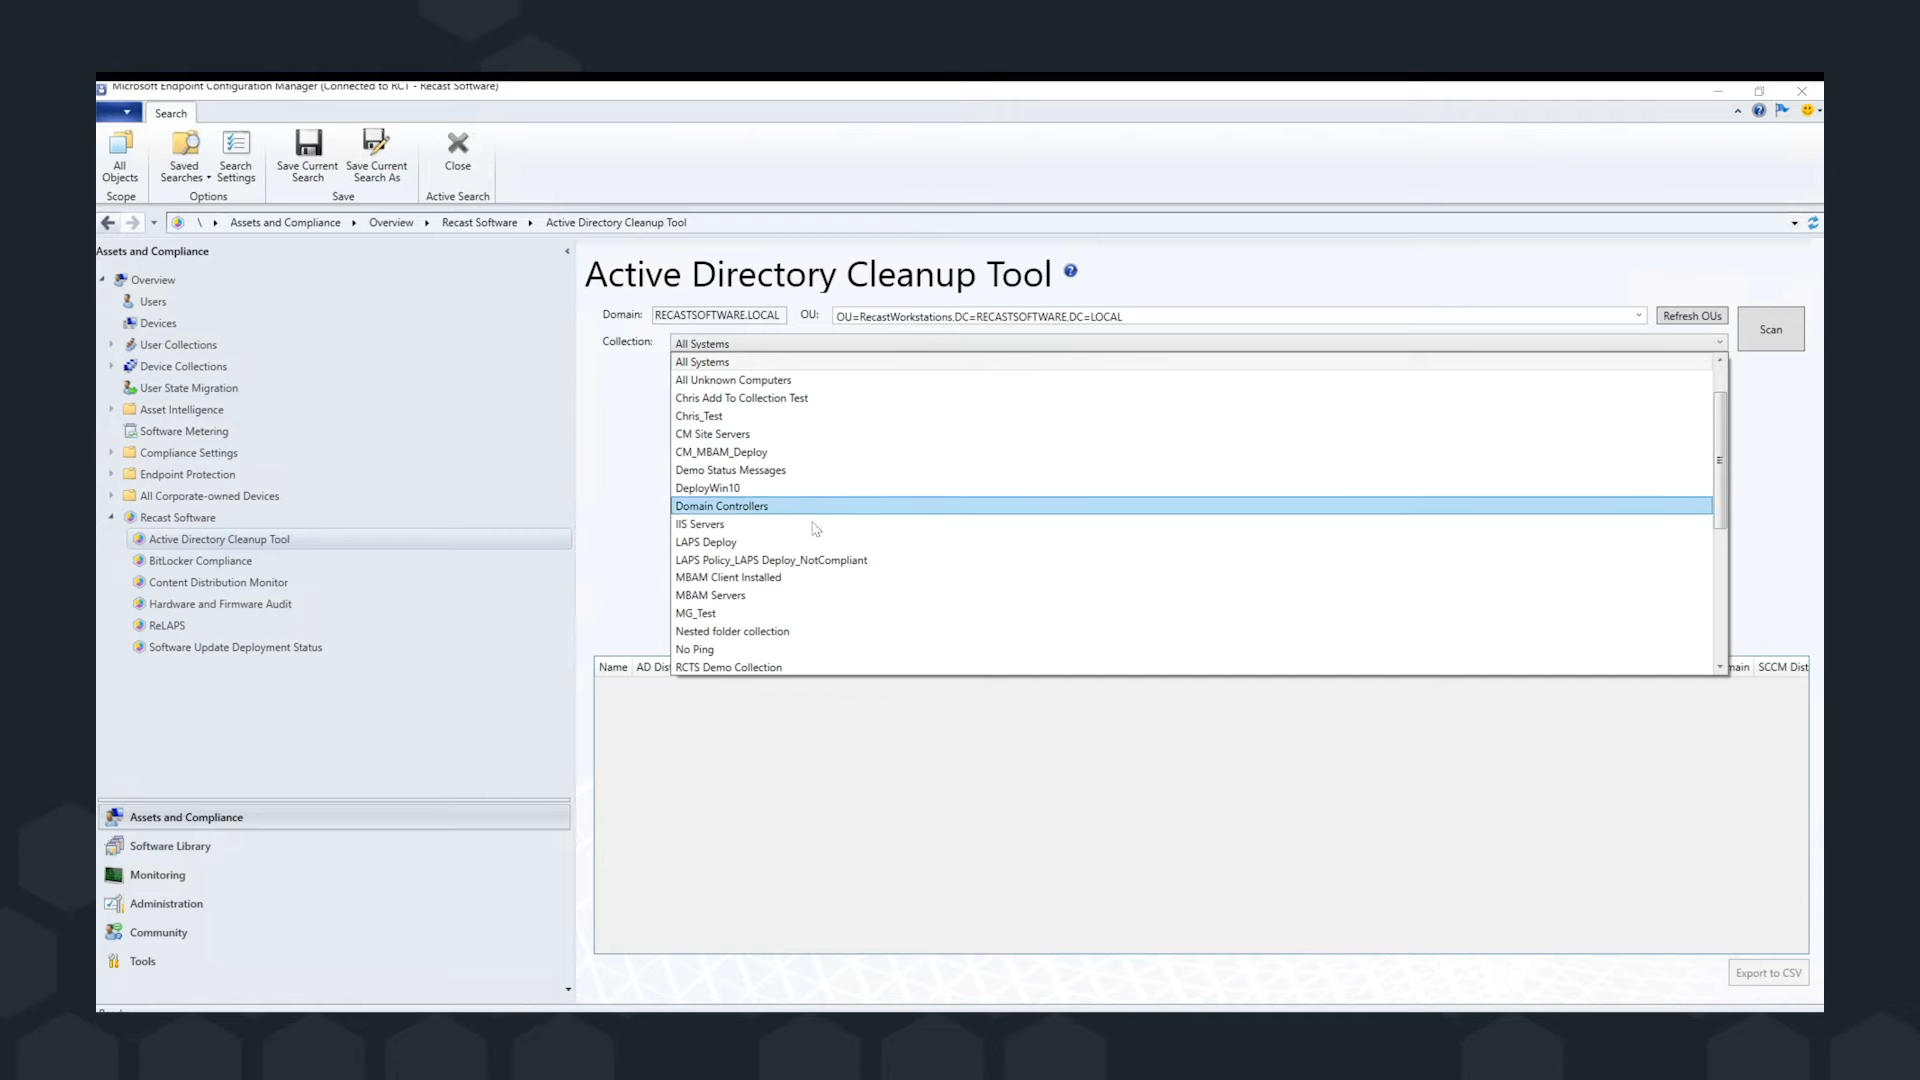 Microsoft Endpoint Configuration Manager (Connected to RCT - Recast Software)
Search
All Objects
Saved Searches
Search Settings
Save Current Search
Save Current Search As
Close
Scope
Options
Save
Active Search
\ Assets and Compliance Overview Recast Software Active Directory Cleanup Tool
Assets and Compliance
Overview
Users
Devices
User Collections
Device Collections
User State Migration
Asset Intelligence
Software Metering
Compliance Settings
Endpoint Protection
All Corporate-owned Devices
Recast Software
Active Directory Cleanup Tool
BitLocker Compliance
Content Distribution Monitor
Hardware and Firmware Audit
ReLAPS
Software Update Deployment Status
Assets and Compliance
Software Library
Monitoring
Administration
Community
Tools
Active Directory Cleanup Tool
Domain: RECASTSOFTWARE.LOCAL OU: OU=RecastWorkstations,DC=RECASTSOFTWARE,DC=LOCAL Refresh OUs
Scan
Collection: All Systems
All Systems
All Unknown Computers
Chris Add To Collection Test
Chris_Test
CM Site Servers
CM_MBAM_Deploy
Demo Status Messages
DeployWin10
Domain Controllers
IIS Servers
LAPS Deploy
LAPS Policy_LAPS Deploy_NotCompliant
MBAM Client Installed
MBAM Servers
MG_Test
Nested folder collection
No Ping
RCTS Demo Collection
Name AD Dis main SCCM Dist
Export to CSV